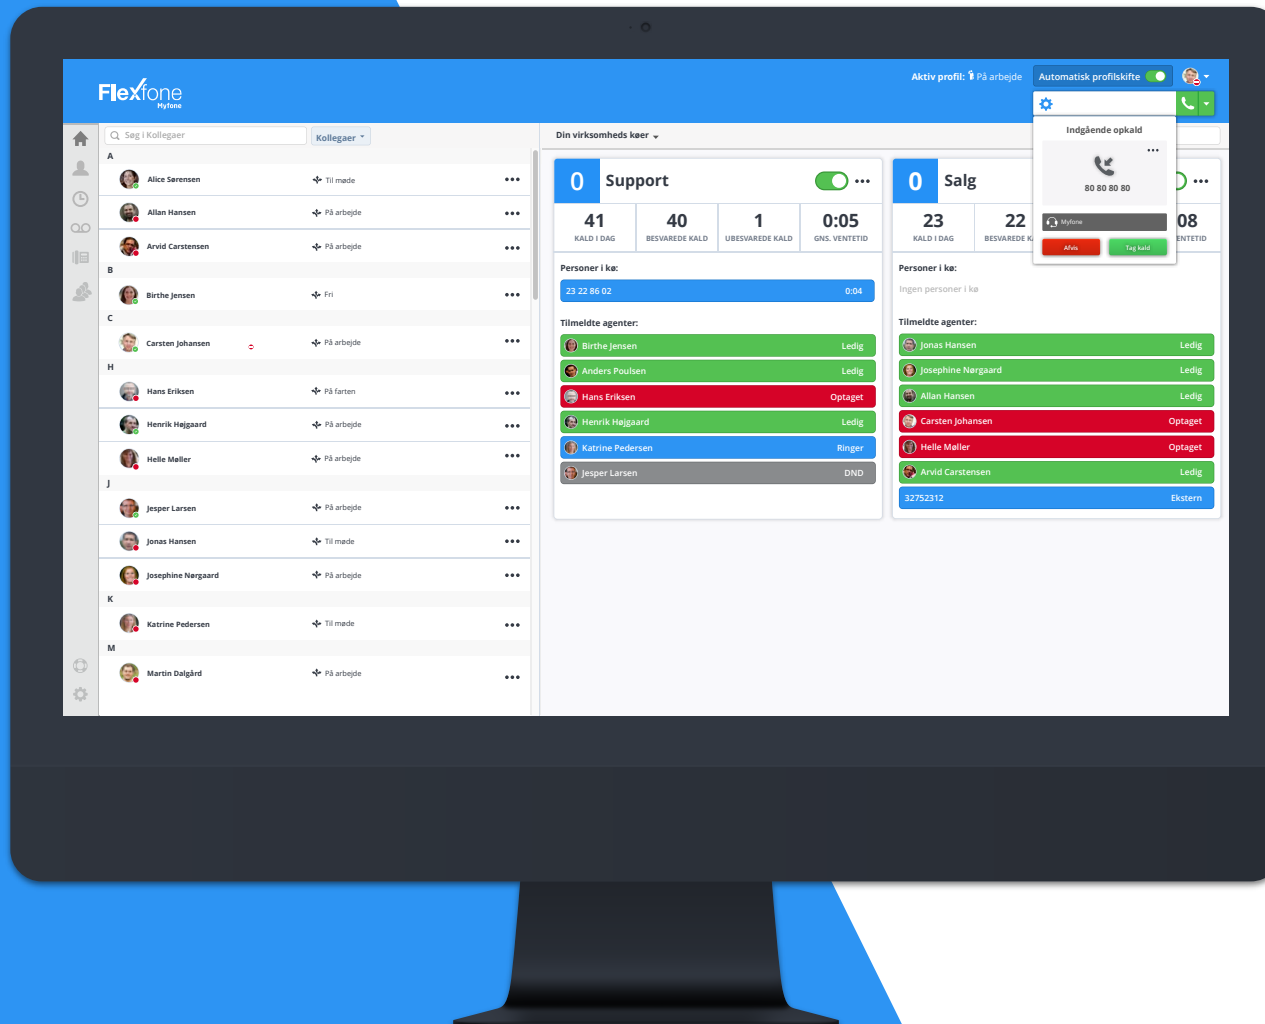 Flexfone
Myfone
Aktiv profil: På arbejde
Automatisk profilskifte
Søg i Kollegaer
Kollegaer
A
Alice Sørensen Til møde
Allan Hansen På arbejde
Arvid Carstensen På arbejde
B
Birthe Jensen Fri
C
Carsten Johansen På arbejde
H
Hans Eriksen På farten
Henrik Højgaard På arbejde
Helle Møller På arbejde
J
Jesper Larsen På arbejde
Jonas Hansen Til møde
Josephine Nørgaard På arbejde
K
Katrine Pedersen Til møde
M
Martin Dalgård På arbejde
Din virksomheds køer
0 Support
41 40 1 0:05
KALD I DAG BESVAREDE KALD UBESVAREDE KALD GNS. VENTETID
Personer i kø:
23 22 86 02 0:04
Tilmeldte agenter:
Birthe Jensen Ledig
Anders Poulsen Ledig
Hans Eriksen Optaget
Henrik Højgaard Ledig
Katrine Pedersen Ringer
Jesper Larsen DND
0 Salg
23 22 08
KALD I DAG BESVAREDE K ENTETID
Personer i kø:
Ingen personer i kø
Tilmeldte agenter:
Jonas Hansen Ledig
Josephine Nørgaard Ledig
Allan Hansen Ledig
Carsten Johansen Optaget
Helle Møller Optaget
Arvid Carstensen Ledig
32752312 Ekstern
Indgående opkald
80 80 80 80
Myfone
Afvis Tag kald